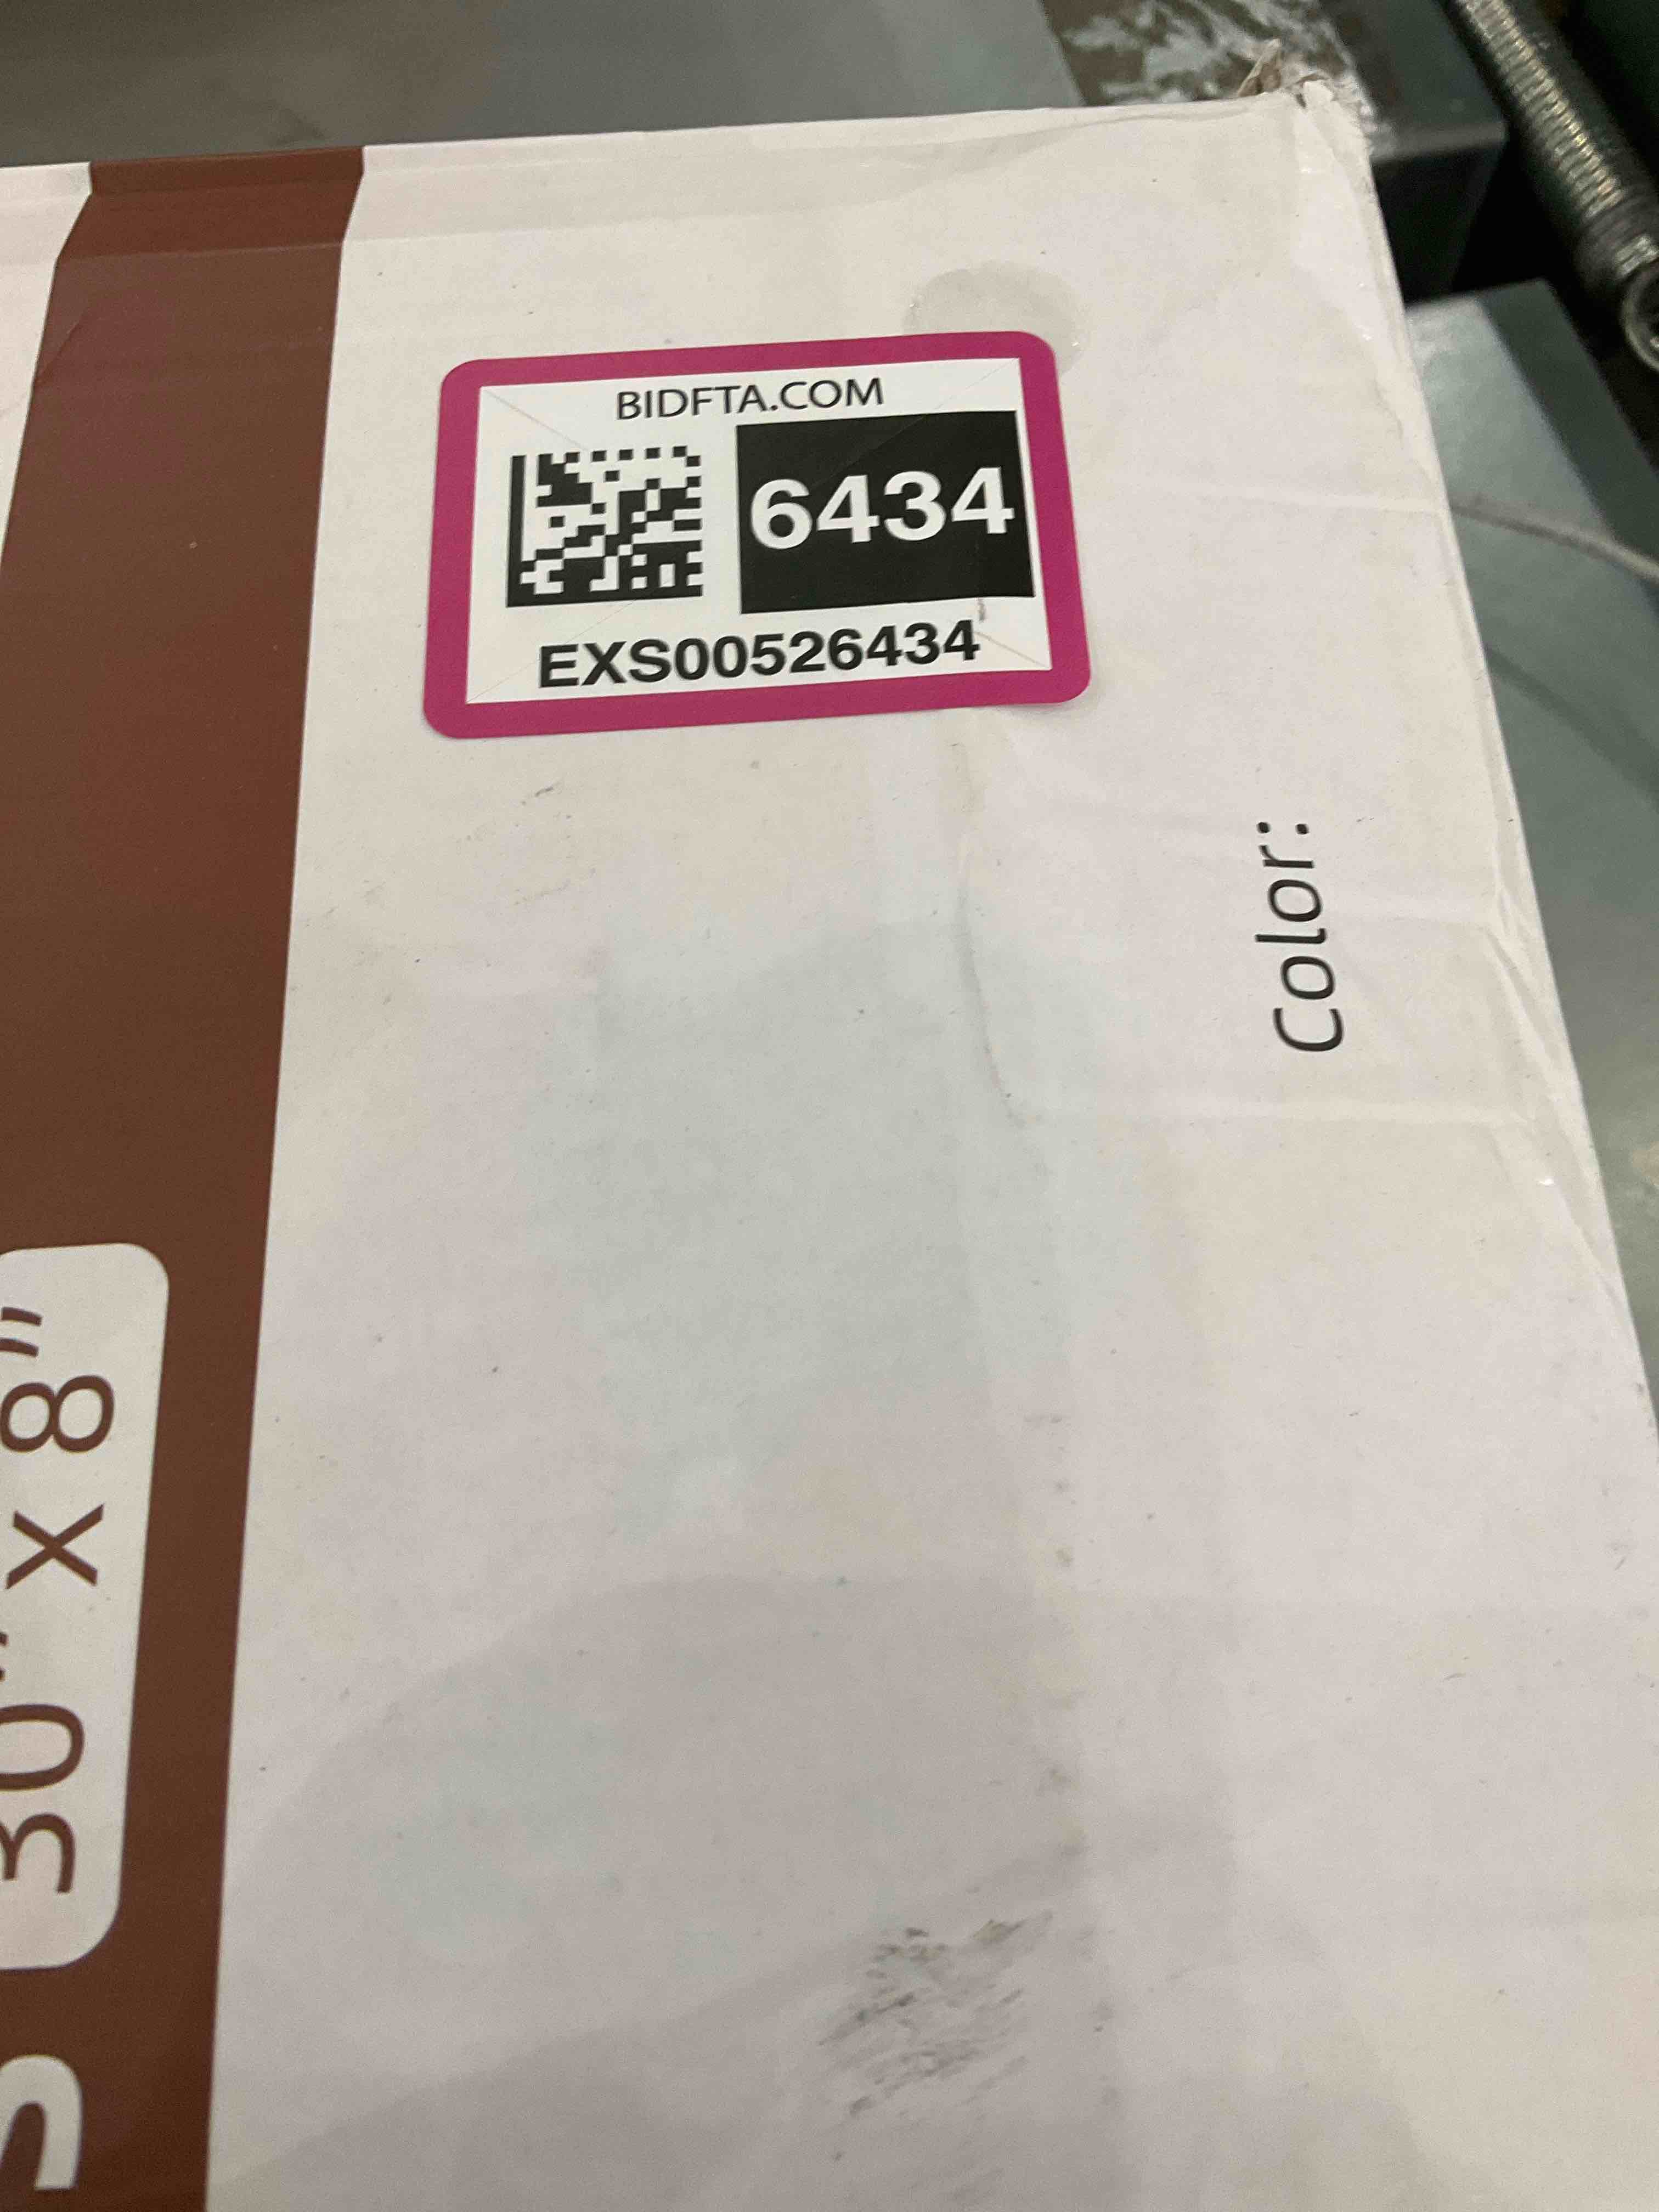 BIDFTA.COM
6434
EXS00526434
Color:
30" x 8"
S